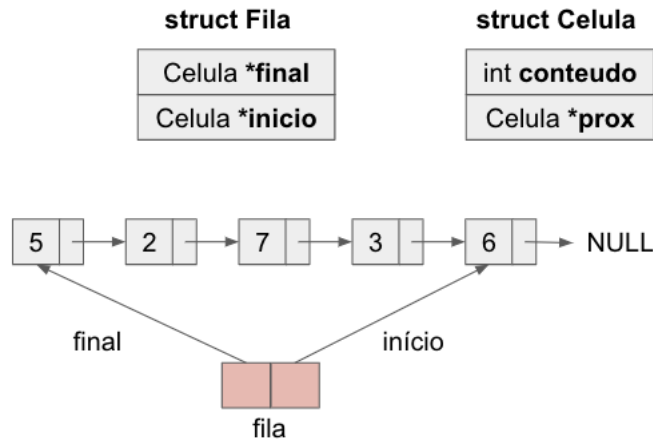 struct Fila
struct Celula
Celula *final
int conteudo
Celula *inicio
Celula *prox
5
2
7
3
6
NULL
final
início
fila